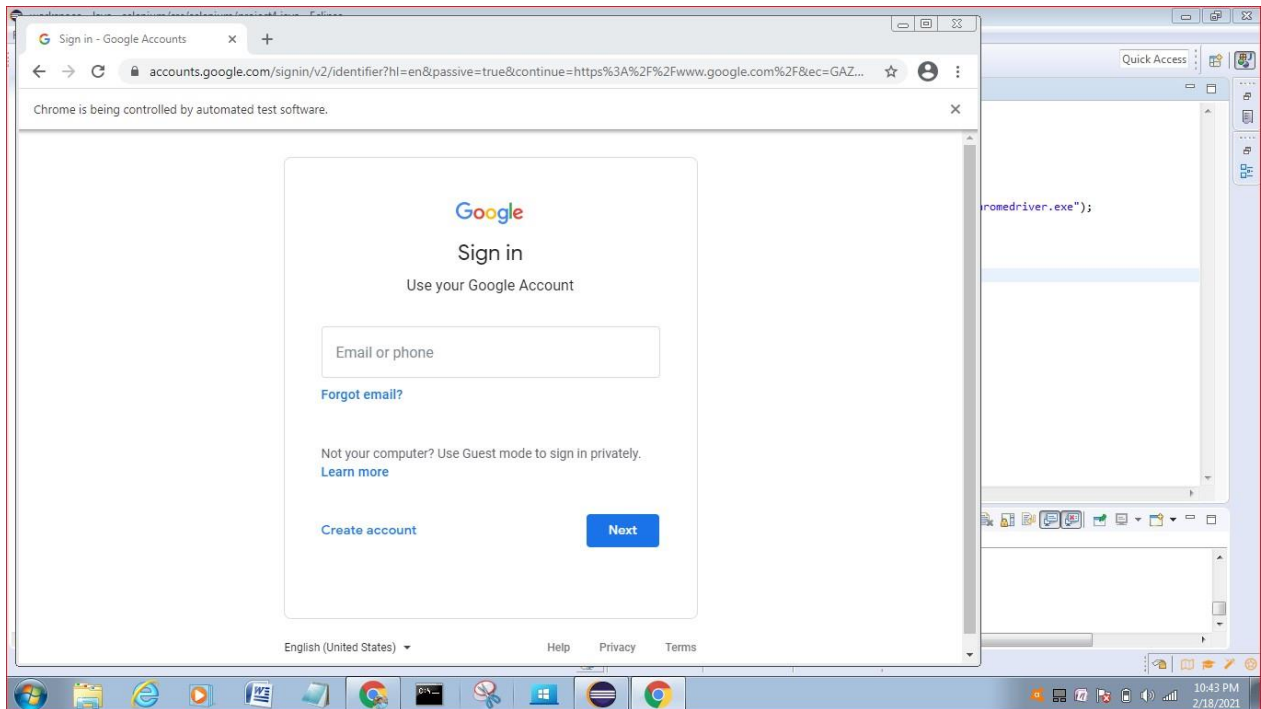 Sign in - Google Accounts
accounts.google.com/signin/v2/identifier?hl=en&passive=true&continue=https%3A%2F%2Fwww.google.com%2F&ec=GAZ...
Quick Access
Chrome is being controlled by automated test software.
romedriver.exe");
Google
Sign in
Use your Google Account
Email or phone
Forgot email?
Not your computer? Use Guest mode to sign in privately.
Learn more
Create account
Next
English (United States)
Help Privacy Terms
10:43 PM
2/18/2021